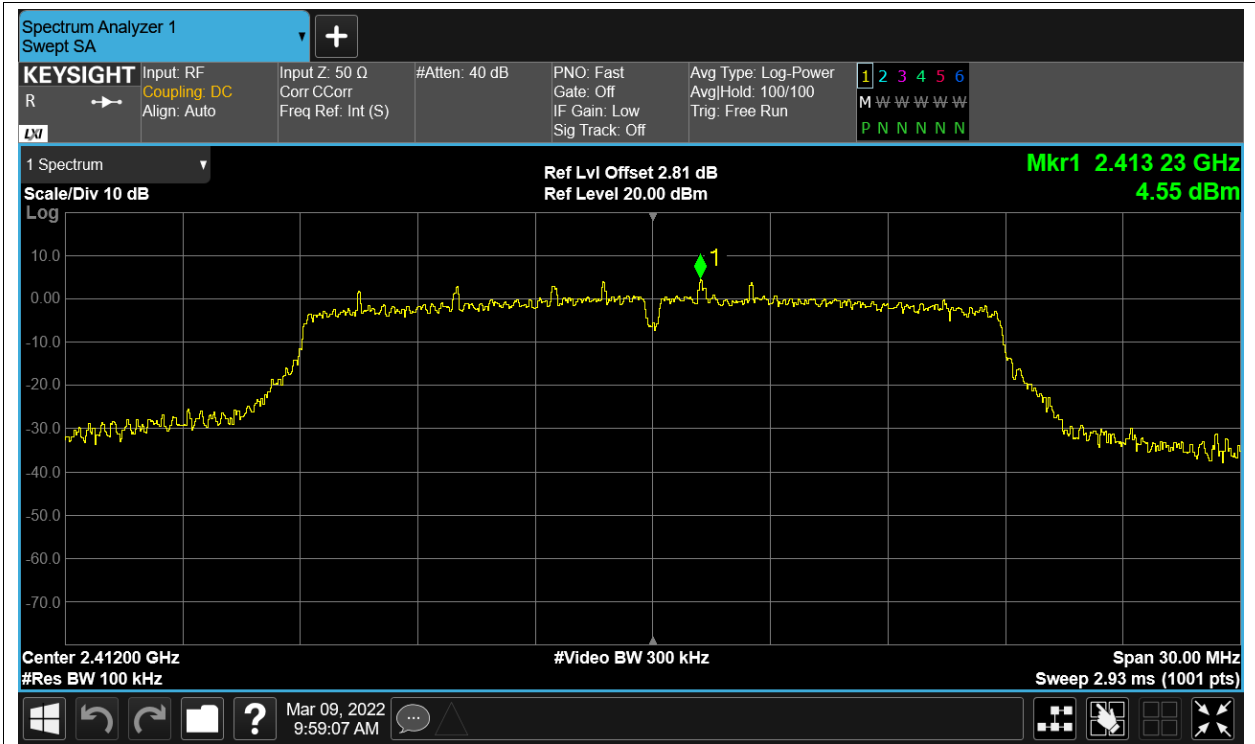 Spectrum Analyzer 1
Swept SA
KEYSIGHT
R
LXI
Input: RF
Coupling: DC
Align: Auto
Input Z: 50 Ω
Corr CCorr
Freq Ref: Int (S)
#Atten: 40 dB
PNO: Fast
Gate: Off
IF Gain: Low
Sig Track: Off
Avg Type: Log-Power
Avg|Hold: 100/100
Trig: Free Run
1 2 3 4 5 6
M W W W W W
P N N N N N
1 Spectrum
Scale/Div 10 dB
Log
Ref Lvl Offset 2.81 dB
Ref Level 20.00 dBm
Mkr1 2.413 23 GHz
4.55 dBm
1
10.0
0.00
-10.0
-20.0
-30.0
-40.0
-50.0
-60.0
-70.0
Center 2.41200 GHz
#Res BW 100 kHz
#Video BW 300 kHz
Span 30.00 MHz
Sweep 2.93 ms (1001 pts)
?
Mar 09, 2022
9:59:07 AM